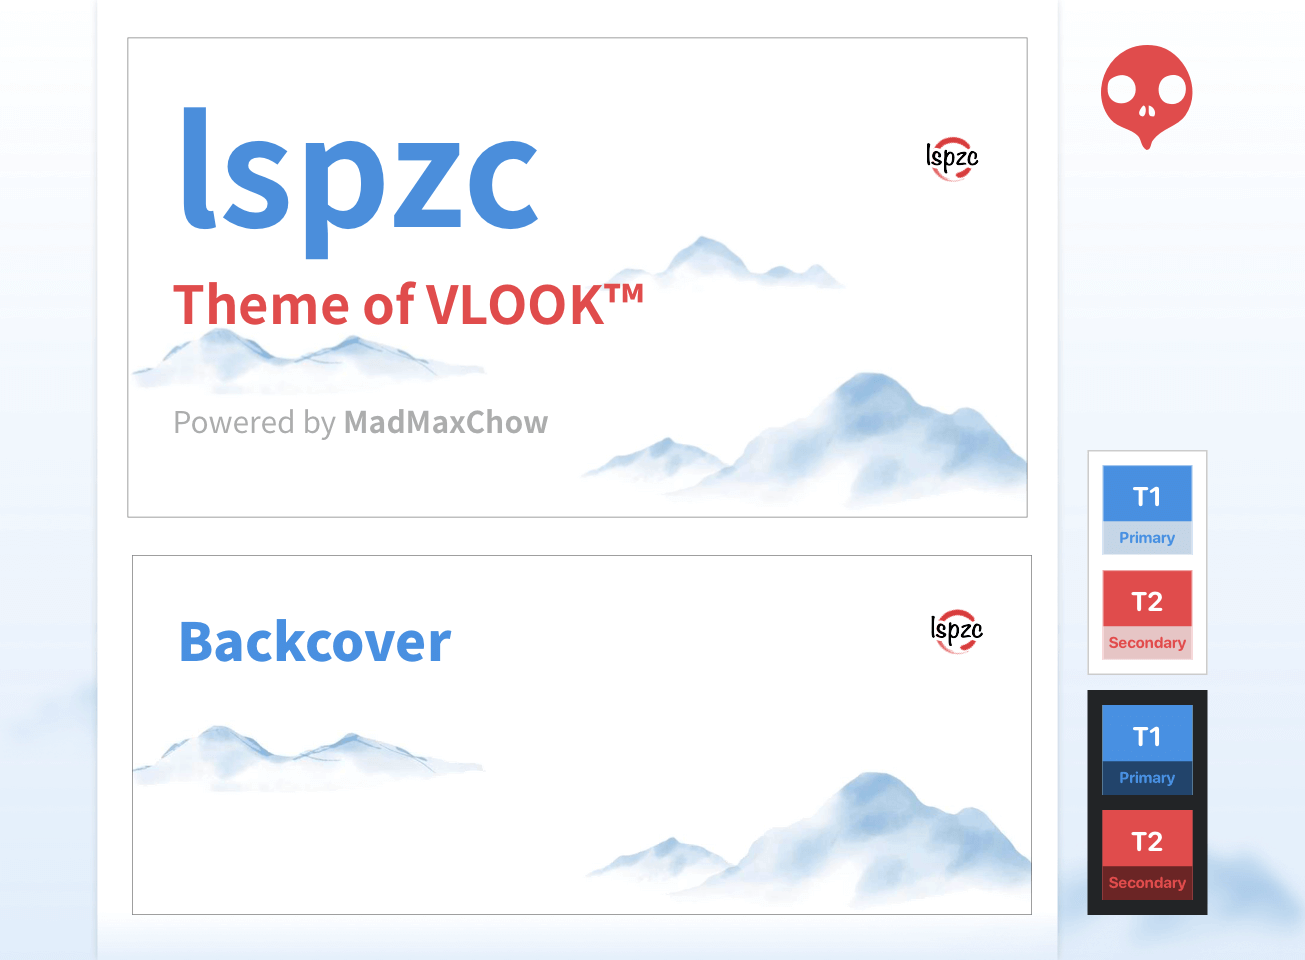 lspzc
lspzc
Theme of VLOOK™
Powered by MadMaxChow
Backcover
lspzc
T1
Primary
T2
Secondary
T1
Primary
T2
Secondary